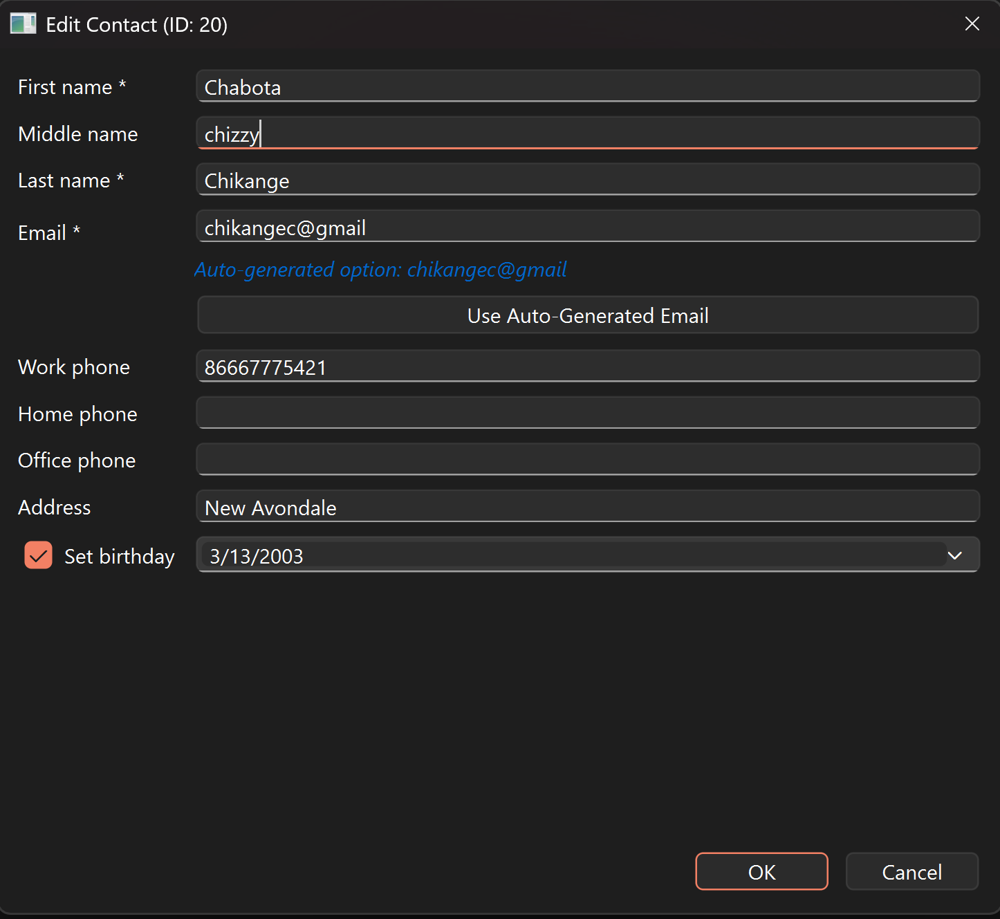 Edit Contact (ID: 20)
First name * Chabota
Middle name chizzy
Last name * Chikange
Email * chikangec@gmail
Auto-generated option: chikangec@gmail
Use Auto-Generated Email
Work phone 86667775421
Home phone
Office phone
Address New Avondale
Set birthday 3/13/2003
OK Cancel